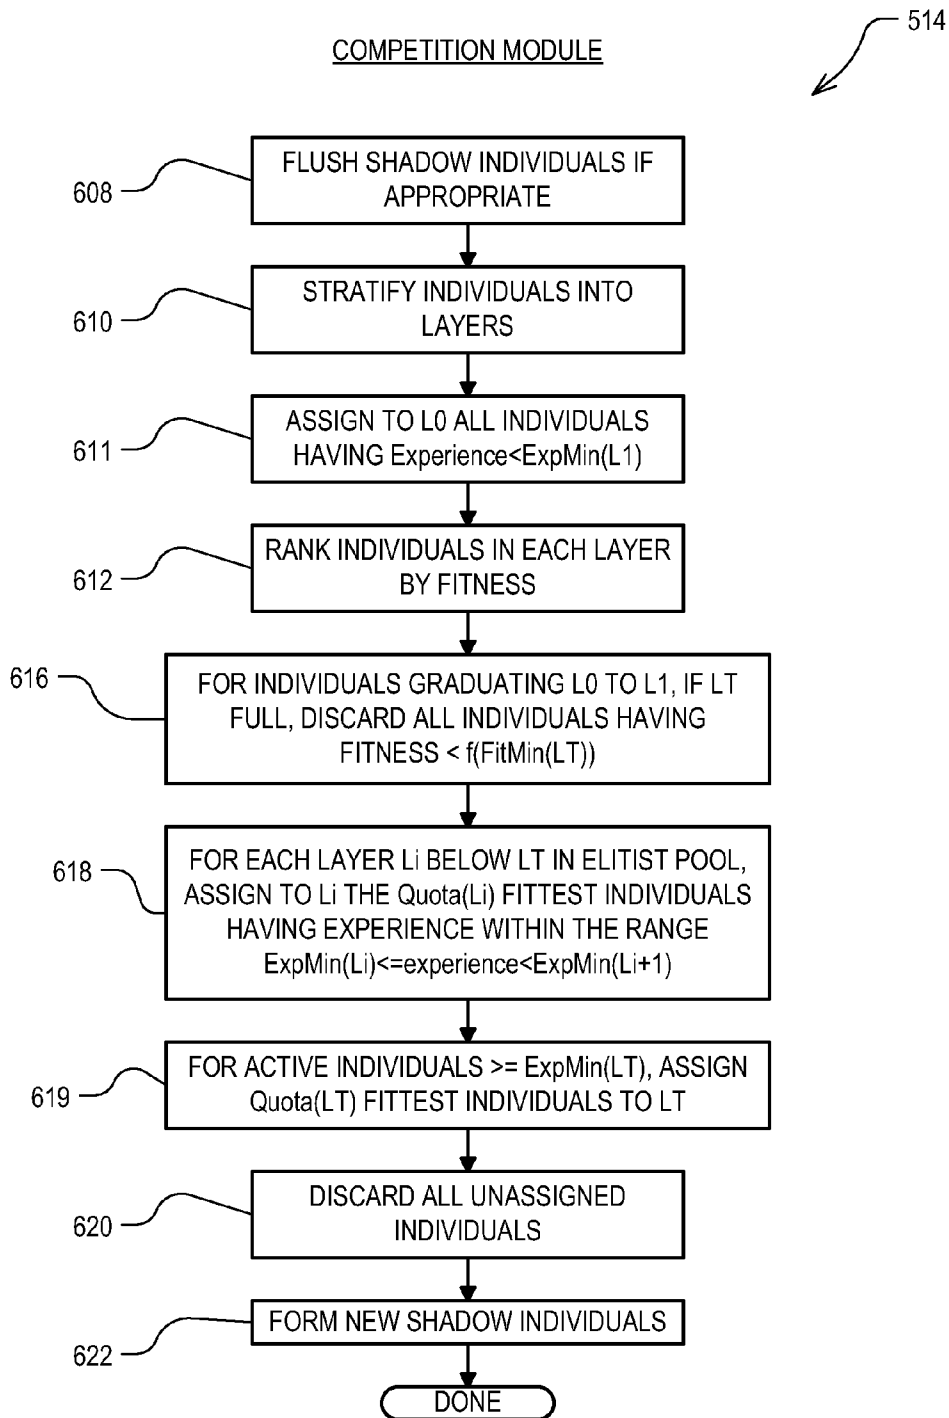 514
COMPETITION MODULE
608
FLUSH SHADOW INDIVIDUALS IF
APPROPRIATE
610
STRATIFY INDIVIDUALS INTO
LAYERS
611
ASSIGN TO L0 ALL INDIVIDUALS
HAVING Experience<ExpMin(L1)
612
RANK INDIVIDUALS IN EACH LAYER
BY FITNESS
616
FOR INDIVIDUALS GRADUATING L0 TO L1, IF LT
FULL, DISCARD ALL INDIVIDUALS HAVING
FITNESS < f(FitMin(LT))
618
FOR EACH LAYER Li BELOW LT IN ELITIST POOL,
ASSIGN TO Li THE Quota(Li) FITTEST INDIVIDUALS
HAVING EXPERIENCE WITHIN THE RANGE
ExpMin(Li)<=experience<ExpMin(Li+1)
619
FOR ACTIVE INDIVIDUALS >= ExpMin(LT), ASSIGN
Quota(LT) FITTEST INDIVIDUALS TO LT
620
DISCARD ALL UNASSIGNED
INDIVIDUALS
622
FORM NEW SHADOW INDIVIDUALS
DONE